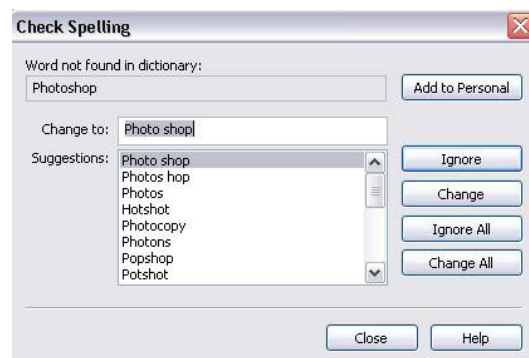 Check Spelling
Word not found in dictionary:
Photoshop
Add to Personal
Change to: Photo shop
Suggestions: Photo shop
Photos hop
Photos
Hotshot
Photocopy
Photons
Popshop
Potshot
Ignore
Change
Ignore All
Change All
Close
Help